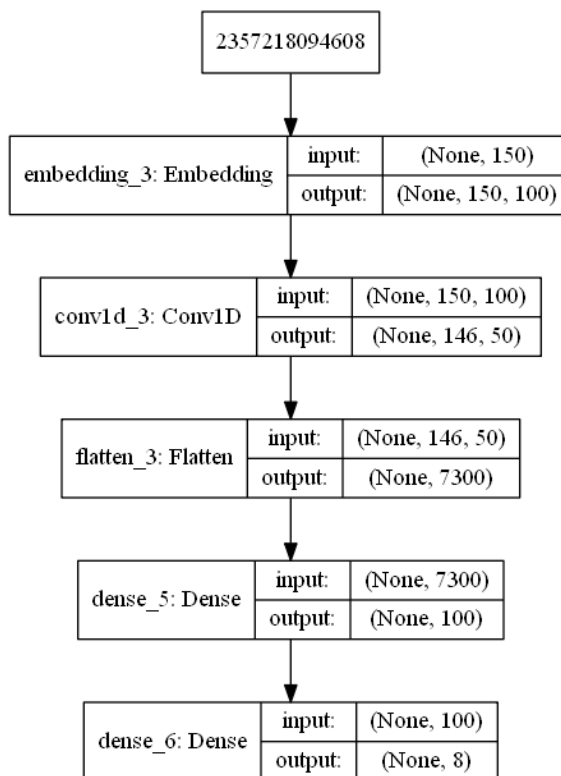 2357218094608
embedding_3: Embedding
input:
(None, 150)
output:
(None, 150, 100)
conv1d_3: Conv1D
input:
(None, 150, 100)
output:
(None, 146, 50)
flatten_3: Flatten
input:
(None, 146, 50)
output:
(None, 7300)
dense_5: Dense
input:
(None, 7300)
output:
(None, 100)
dense_6: Dense
input:
(None, 100)
output:
(None, 8)